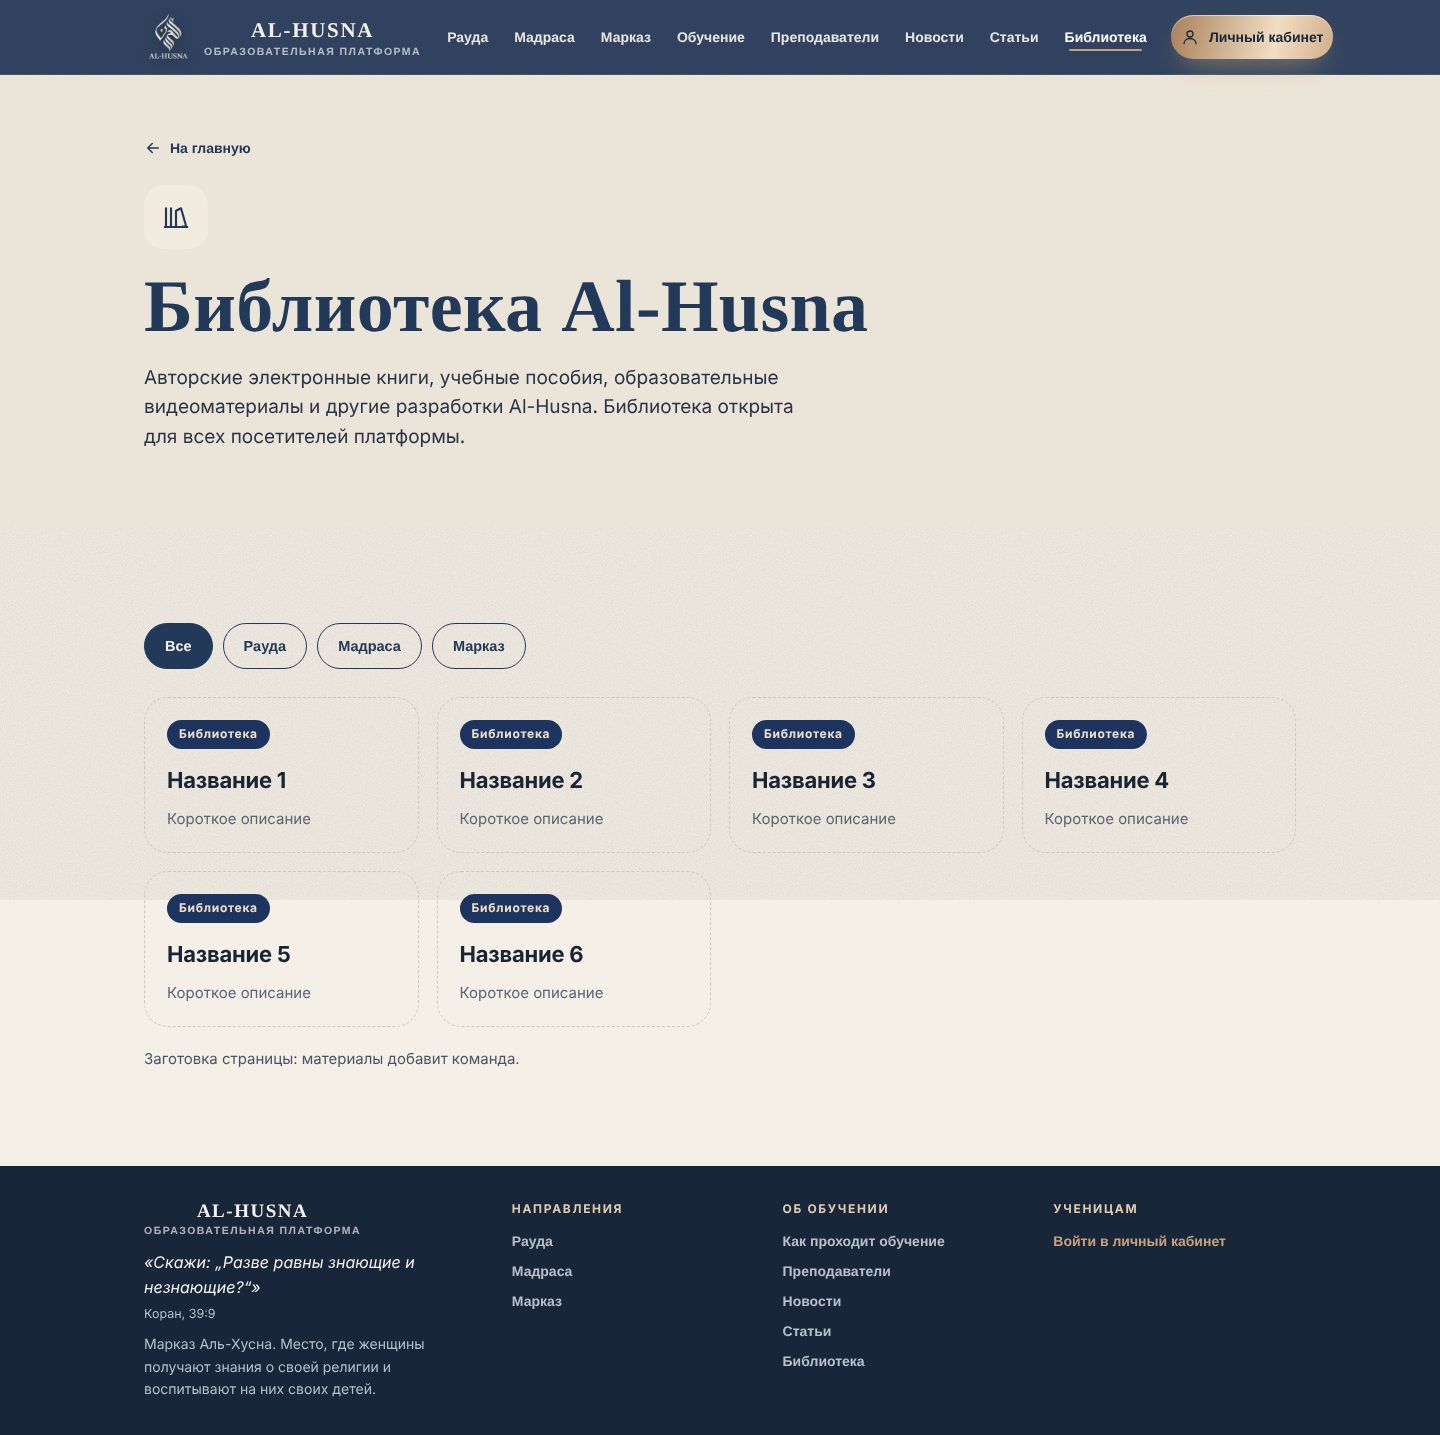 AL-HUSNA
AL-HUSNA
ОБРАЗОВАТЕЛЬНАЯ ПЛАТФОРМА
Рауда
Мадраса
Марказ
Обучение
Преподаватели
Новости
Статьи
Библиотека
Личный кабинет
На главную
Библиотека Al-Husna
Авторские электронные книги, учебные пособия, образовательные
видеоматериалы и другие разработки Al-Husna. Библиотека открыта
для всех посетителей платформы.
Все
Рауда
Мадраса
Марказ
Библиотека
Название 1
Короткое описание
Библиотека
Название 2
Короткое описание
Библиотека
Название 3
Короткое описание
Библиотека
Название 4
Короткое описание
Библиотека
Название 5
Короткое описание
Библиотека
Название 6
Короткое описание
Заготовка страницы: материалы добавит команда.
AL-HUSNA
ОБРАЗОВАТЕЛЬНАЯ ПЛАТФОРМА
«Скажи: „Разве равны знающие и
незнающие?“»
Коран, 39:9
Марказ Аль-Хусна. Место, где женщины
получают знания о своей религии и
воспитывают на них своих детей.
НАПРАВЛЕНИЯ
Рауда
Мадраса
Марказ
ОБ ОБУЧЕНИИ
Как проходит обучение
Преподаватели
Новости
Статьи
Библиотека
УЧЕНИЦАМ
Войти в личный кабинет